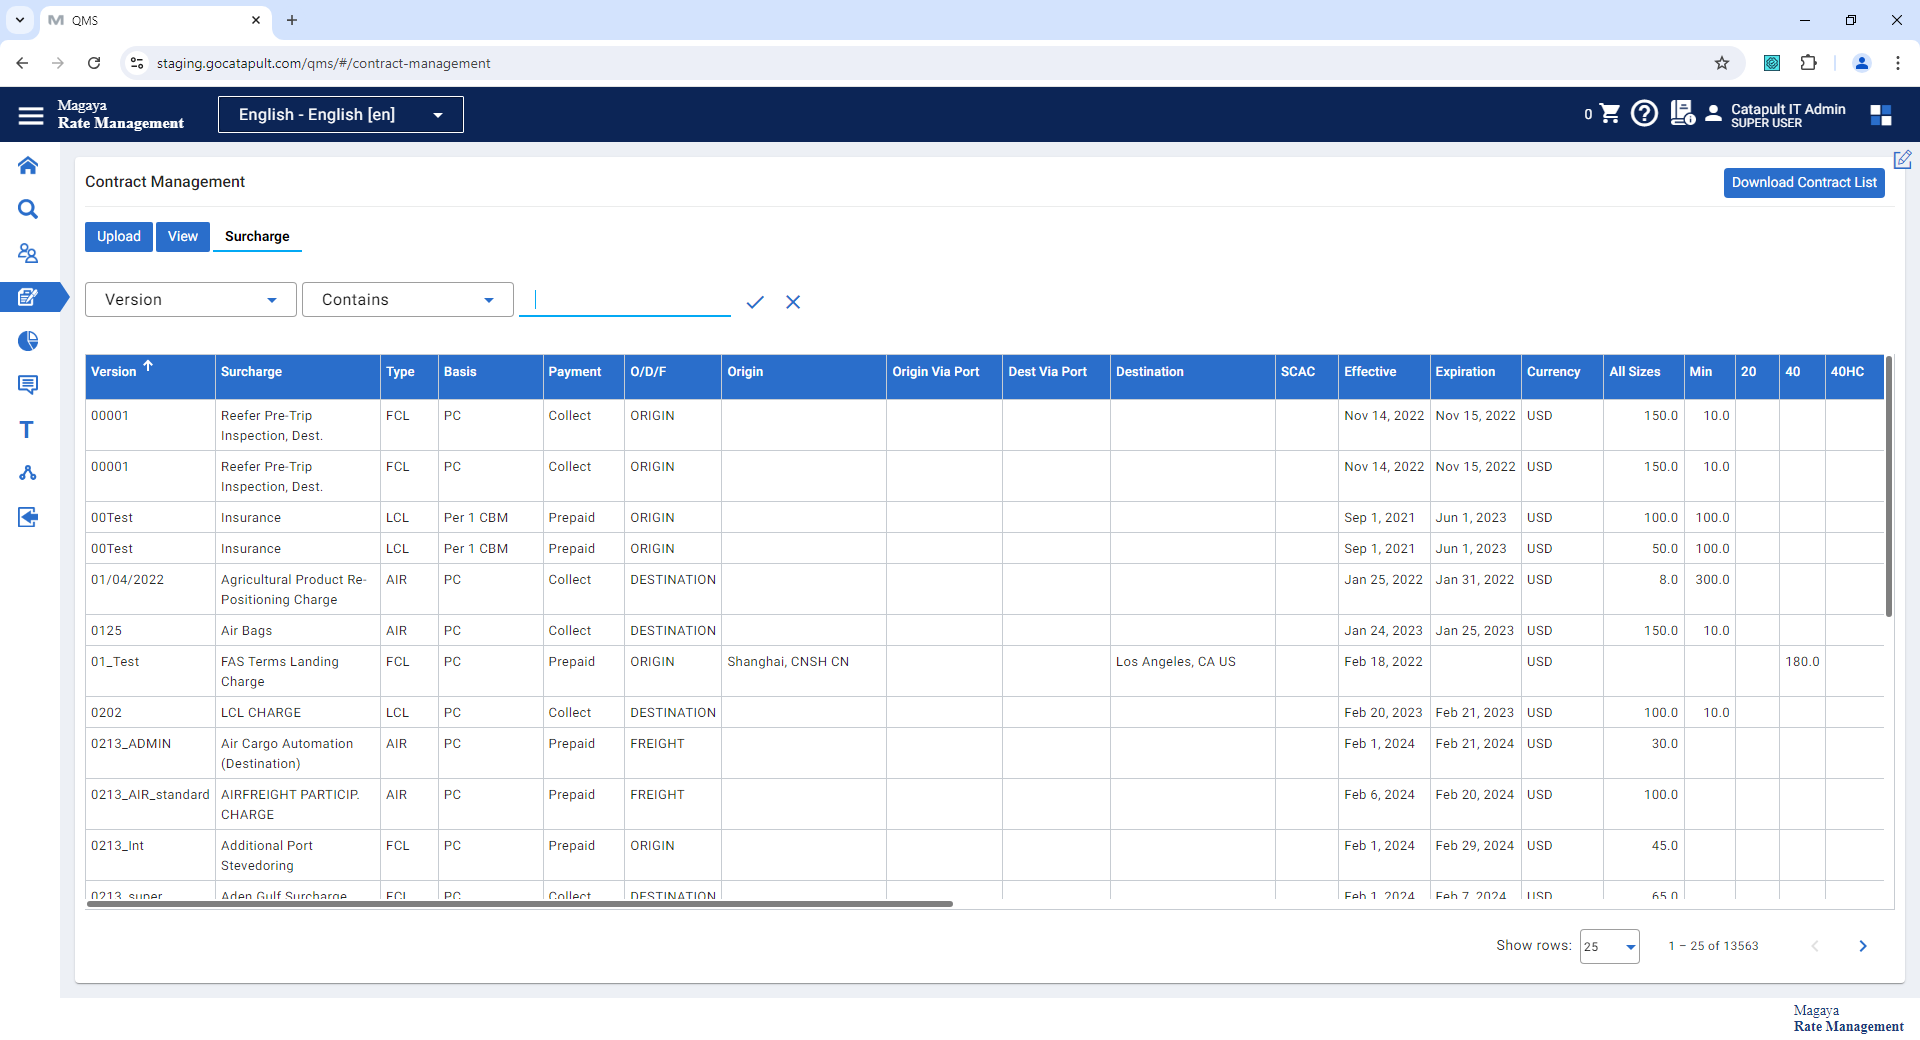 QMS
staging.gocatapult.com/qms/#/contract-management
Magaya
Rate Management
English - English [en]
0
Catapult IT Admin
SUPER USER
Contract Management
Download Contract List
Upload View Surcharge
Version Contains
Version Surcharge Type Basis Payment O/D/F Origin Origin Via Port Dest Via Port Destination SCAC Effective Expiration Currency All Sizes Min 20 40 40HC
00001 Reefer Pre-Trip Inspection, Dest. FCL PC Collect ORIGIN Nov 14, 2022 Nov 15, 2022 USD 150.0 10.0
00001 Reefer Pre-Trip Inspection, Dest. FCL PC Collect ORIGIN Nov 14, 2022 Nov 15, 2022 USD 150.0 10.0
00Test Insurance LCL Per 1 CBM Prepaid ORIGIN Sep 1, 2021 Jun 1, 2023 USD 100.0 100.0
00Test Insurance LCL Per 1 CBM Prepaid ORIGIN Sep 1, 2021 Jun 1, 2023 USD 50.0 100.0
01/04/2022 Agricultural Product Re-Positioning Charge AIR PC Collect DESTINATION Jan 25, 2022 Jan 31, 2022 USD 8.0 300.0
0125 Air Bags AIR PC Collect DESTINATION Jan 24, 2023 Jan 25, 2023 USD 150.0 10.0
01_Test FAS Terms Landing Charge FCL PC Prepaid ORIGIN Shanghai, CNSH CN Los Angeles, CA US Feb 18, 2022 USD 180.0
0202 LCL CHARGE LCL PC Collect DESTINATION Feb 20, 2023 Feb 21, 2023 USD 100.0 10.0
0213_ADMIN Air Cargo Automation (Destination) AIR PC Prepaid FREIGHT Feb 1, 2024 Feb 21, 2024 USD 30.0
0213_AIR_standard AIRFREIGHT PARTICIP. CHARGE AIR PC Prepaid FREIGHT Feb 6, 2024 Feb 20, 2024 USD 100.0
0213_Int Additional Port Stevedoring FCL PC Prepaid ORIGIN Feb 1, 2024 Feb 29, 2024 USD 45.0
0213_super Aden Gulf Surcharge FCL PC Collect DESTINATION Feb 1, 2024 Feb 7, 2024 USD 65.0
Show rows: 25 1 – 25 of 13563
Magaya
Rate Management